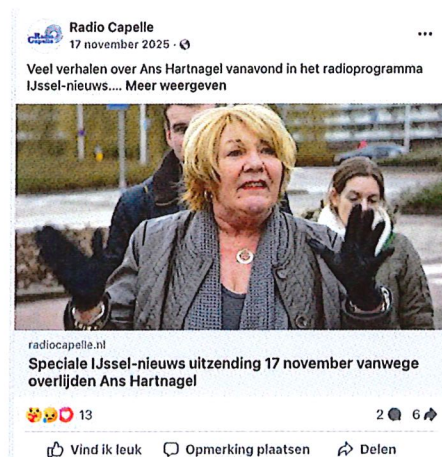 Radio Capelle
17 november 2025 ·
Veel verhalen over Ans Hartnagel vanavond in het radioprogramma
IJssel-nieuws.... Meer weergeven
radiocapelle.nl
Speciale IJssel-nieuws uitzending 17 november vanwege
overlijden Ans Hartnagel
13
2
6
Vind ik leuk
Opmerking plaatsen
Delen